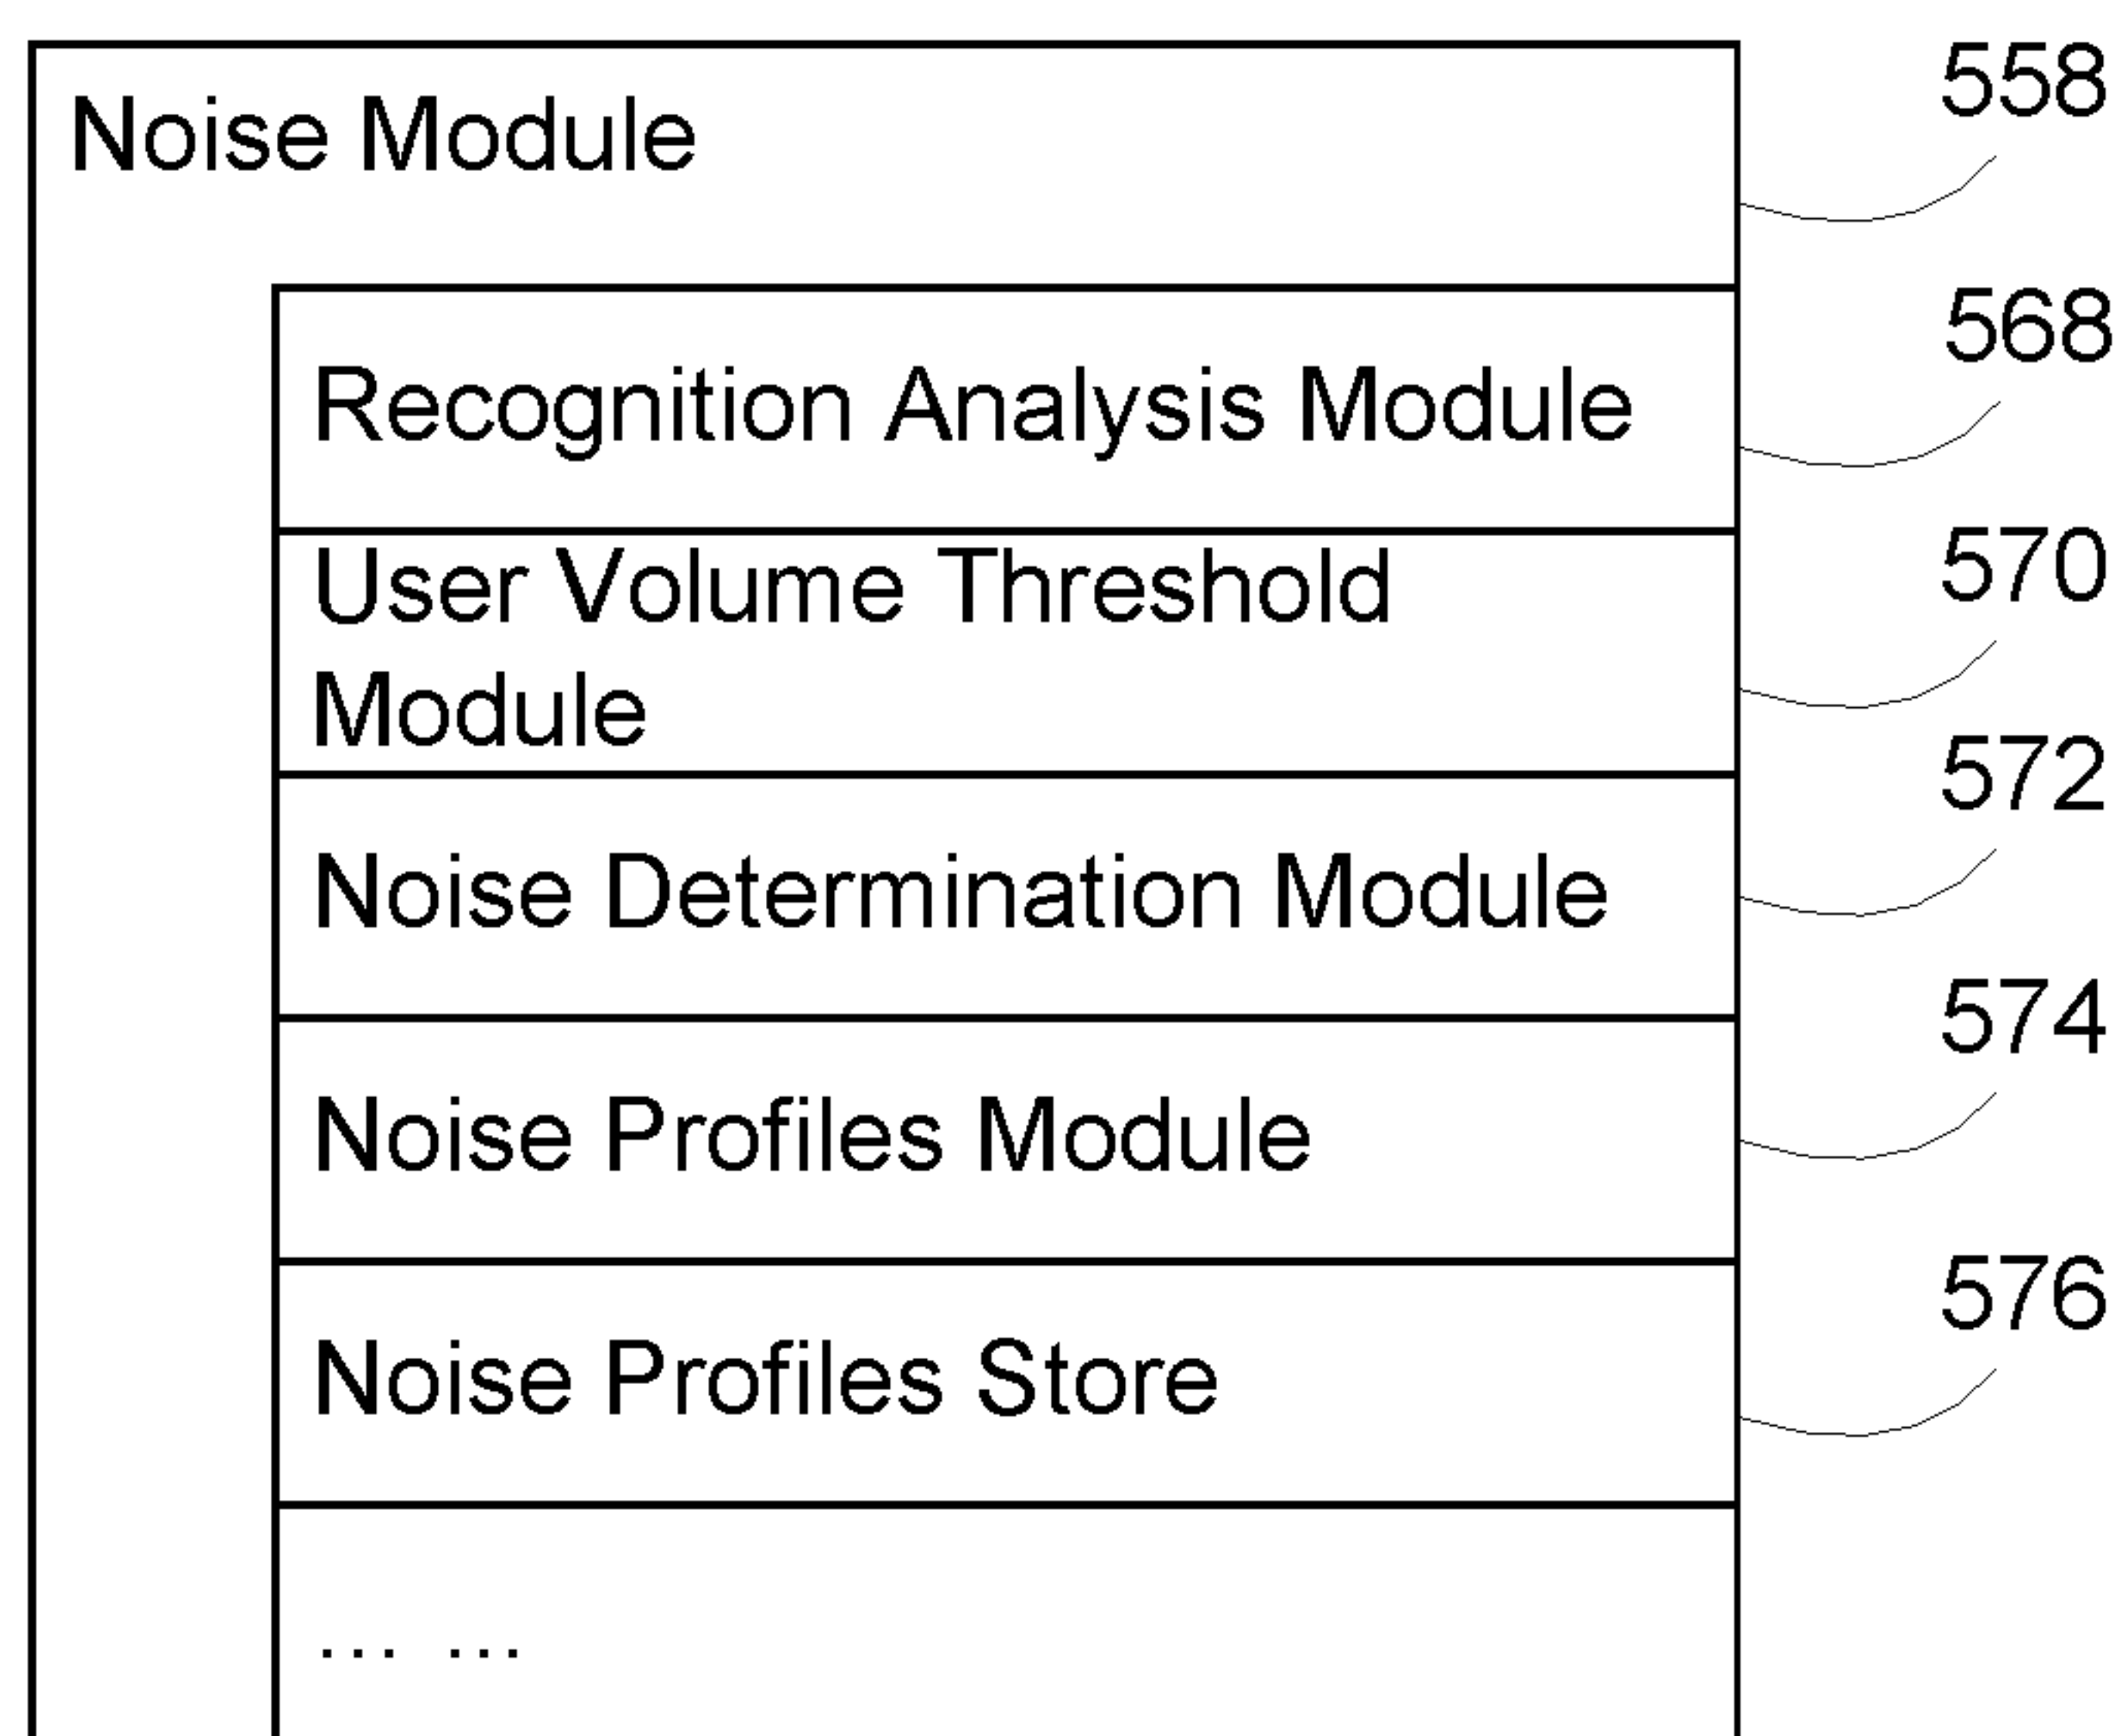 Noise Module
558
Recognition Analysis Module
568
User Volume Threshold
Module
570
Noise Determination Module
572
Noise Profiles Module
574
Noise Profiles Store
576
... ...